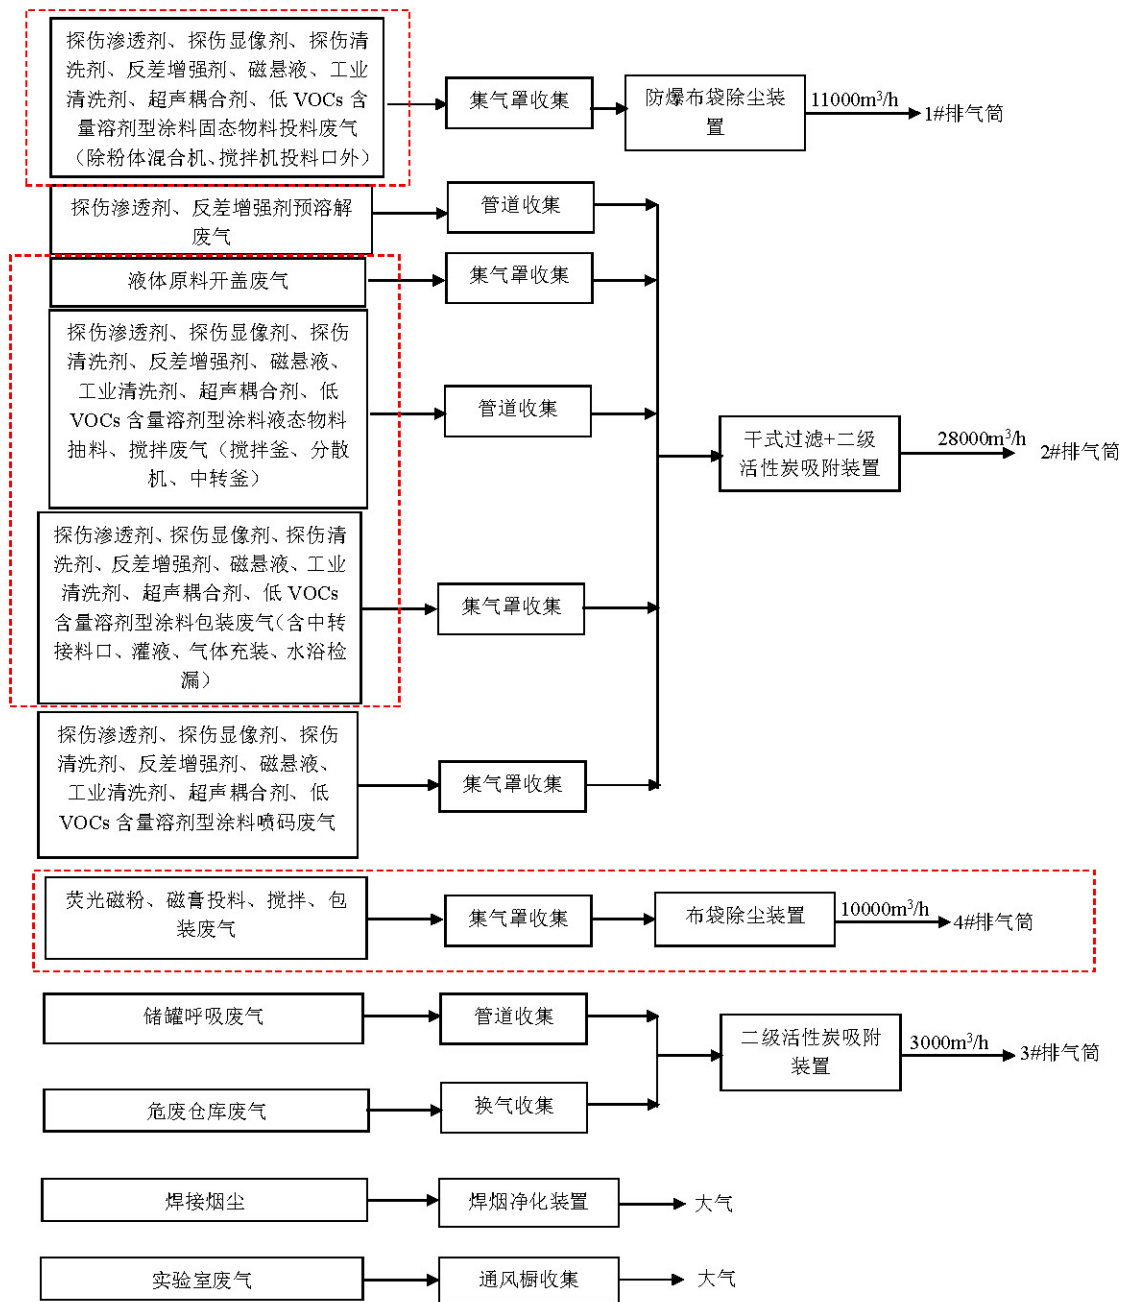 探伤渗透剂、探伤显像剂、探伤清
洗剂、反差增强剂、磁悬液、工业
清洗剂、超声耦合剂、低 VOCs 含
量溶剂型涂料固态物料投料废气
（除粉体混合机、搅拌机投料口外）
集气罩收集
防爆布袋除尘装
置
11000m³/h
1#排气筒
探伤渗透剂、反差增强剂预溶解
废气
管道收集
液体原料开盖废气
集气罩收集
探伤渗透剂、探伤显像剂、探伤
清洗剂、反差增强剂、磁悬液、
工业清洗剂、超声耦合剂、低
VOCs 含量溶剂型涂料液态物料
抽料、搅拌废气（搅拌釜、分散
机、中转釜）
管道收集
干式过滤+二级
活性炭吸附装置
28000m³/h
2#排气筒
探伤渗透剂、探伤显像剂、探伤清
洗剂、反差增强剂、磁悬液、工业
清洗剂、超声耦合剂、低 VOCs
含量溶剂型涂料包装废气（含中转
接料口、灌液、气体充装、水浴检
漏）
集气罩收集
探伤渗透剂、探伤显像剂、探伤
清洗剂、反差增强剂、磁悬液、
工业清洗剂、超声耦合剂、低
VOCs 含量溶剂型涂料喷码废气
集气罩收集
荧光磁粉、磁膏投料、搅拌、包
装废气
集气罩收集
布袋除尘装置
10000m³/h
4#排气筒
储罐呼吸废气
管道收集
二级活性炭吸附
装置
3000m³/h
3#排气筒
危废仓库废气
换气收集
焊接烟尘
焊烟净化装置
大气
实验室废气
通风橱收集
大气